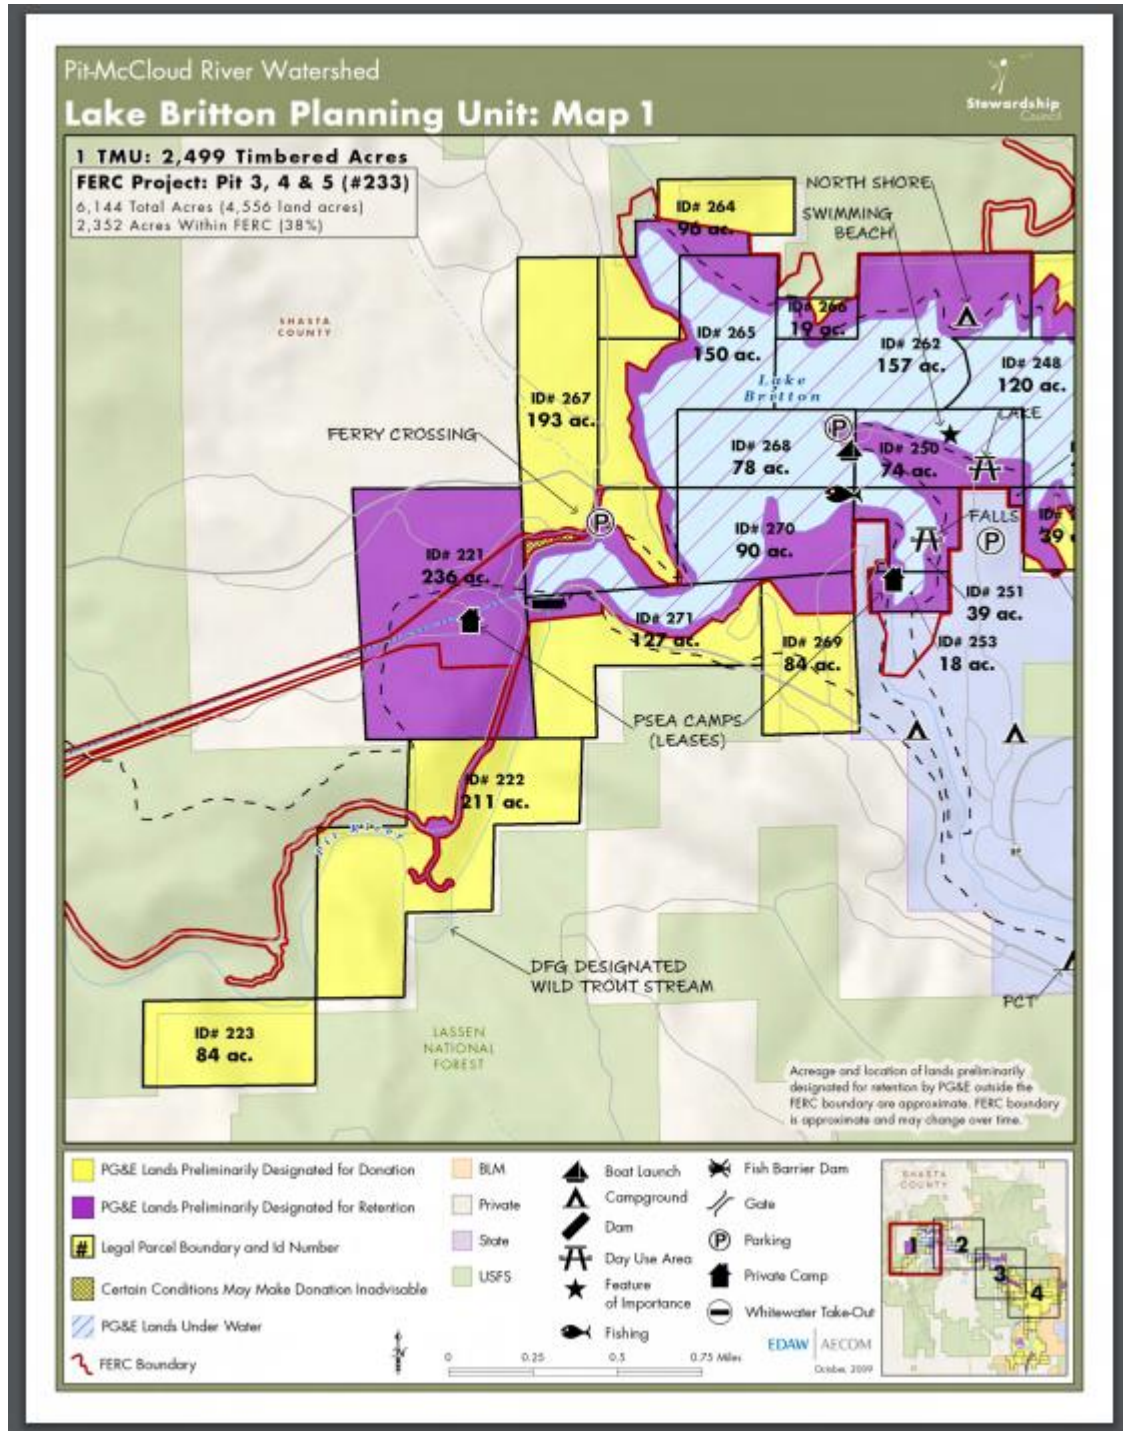 Pit-McCloud River Watershed
Lake Britton Planning Unit: Map 1
Stewardship
Council
1 TMU: 2,499 Timbered Acres
FERC Project: Pit 3, 4 & 5 (#233)
6,144 Total Acres (4,556 land acres)
2,352 Acres Within FERC (38%)
NORTH SHORE
SWIMMING
BEACH
ID# 264
96 ac.
SHASTA
COUNTY
ID# 266
19 ac.
ID# 265
150 ac.
ID# 262
157 ac.
ID# 248
120 ac.
Lake
Britton
ID# 267
193 ac.
LAKE
FERRY CROSSING
P
ID# 268
78 ac.
ID# 250
74 ac.
P
FALLS
P
ID#
39
ID# 270
90 ac.
ID# 221
236 ac.
ID# 251
39 ac.
ID# 271
127 ac.
ID# 269
84 ac.
ID# 253
18 ac.
PSEA CAMPS
(LEASES)
ID# 222
211 ac.
Pit River
DFG DESIGNATED
WILD TROUT STREAM
PCT
ID# 223
84 ac.
LASSEN
NATIONAL
FOREST
Acreage and location of lands preliminarily
designated for retention by PG&E outside the
FERC boundary are approximate. FERC boundary
is approximate and may change over time.
PG&E Lands Preliminarily Designated for Donation
PG&E Lands Preliminarily Designated for Retention
# Legal Parcel Boundary and Id Number
Certain Conditions May Make Donation Inadvisable
PG&E Lands Under Water
FERC Boundary
BLM
Private
State
USFS
Boat Launch
Campground
Dam
Day Use Area
Feature
of Importance
Fishing
Fish Barrier Dam
Gate
P Parking
Private Camp
Whitewater Take-Out
N
0 0.25 0.5 0.75 Miles
EDAW AECOM
October, 2009
SHASTA
COUNTY
1
2
3
4